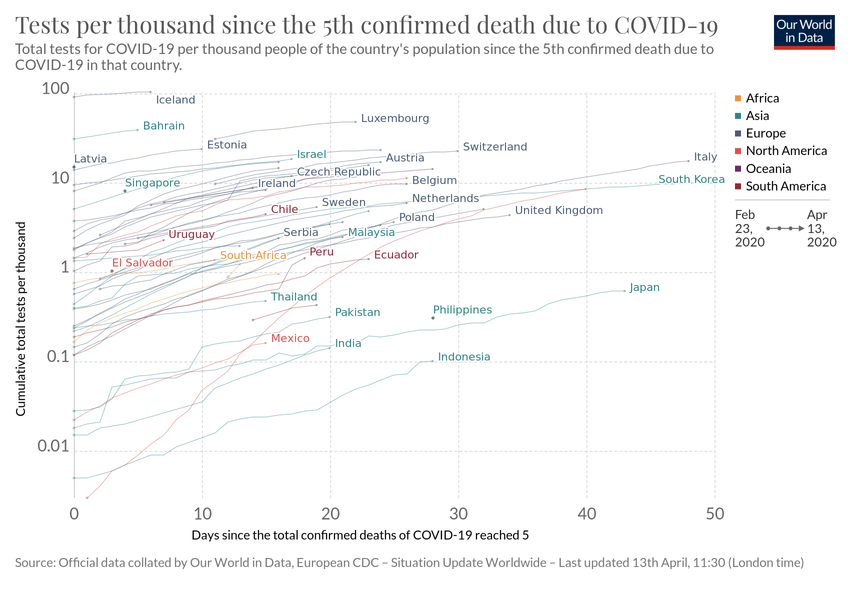 Tests per thousand since the 5th confirmed death due to COVID-19
Total tests for COVID-19 per thousand people of the country's population since the 5th confirmed death due to
COVID-19 in that country.
Our World
in Data
100
10
1
0.1
0.01
Cumulative total tests per thousand
Iceland
Bahrain
Luxembourg
Estonia
Latvia
Israel
Austria
Switzerland
Italy
Singapore
Czech Republic
Ireland
Belgium
South Korea
Chile
Sweden
Netherlands
United Kingdom
Poland
Uruguay
Serbia
Malaysia
El Salvador
South Africa
Peru
Ecuador
Thailand
Japan
Pakistan
Philippines
Mexico
India
Indonesia
0
10
20
30
40
50
Days since the total confirmed deaths of COVID-19 reached 5
Africa
Asia
Europe
North America
Oceania
South America
Feb
23,
2020
Apr
13,
2020
Source: Official data collated by Our World in Data, European CDC – Situation Update Worldwide – Last updated 13th April, 11:30 (London time)